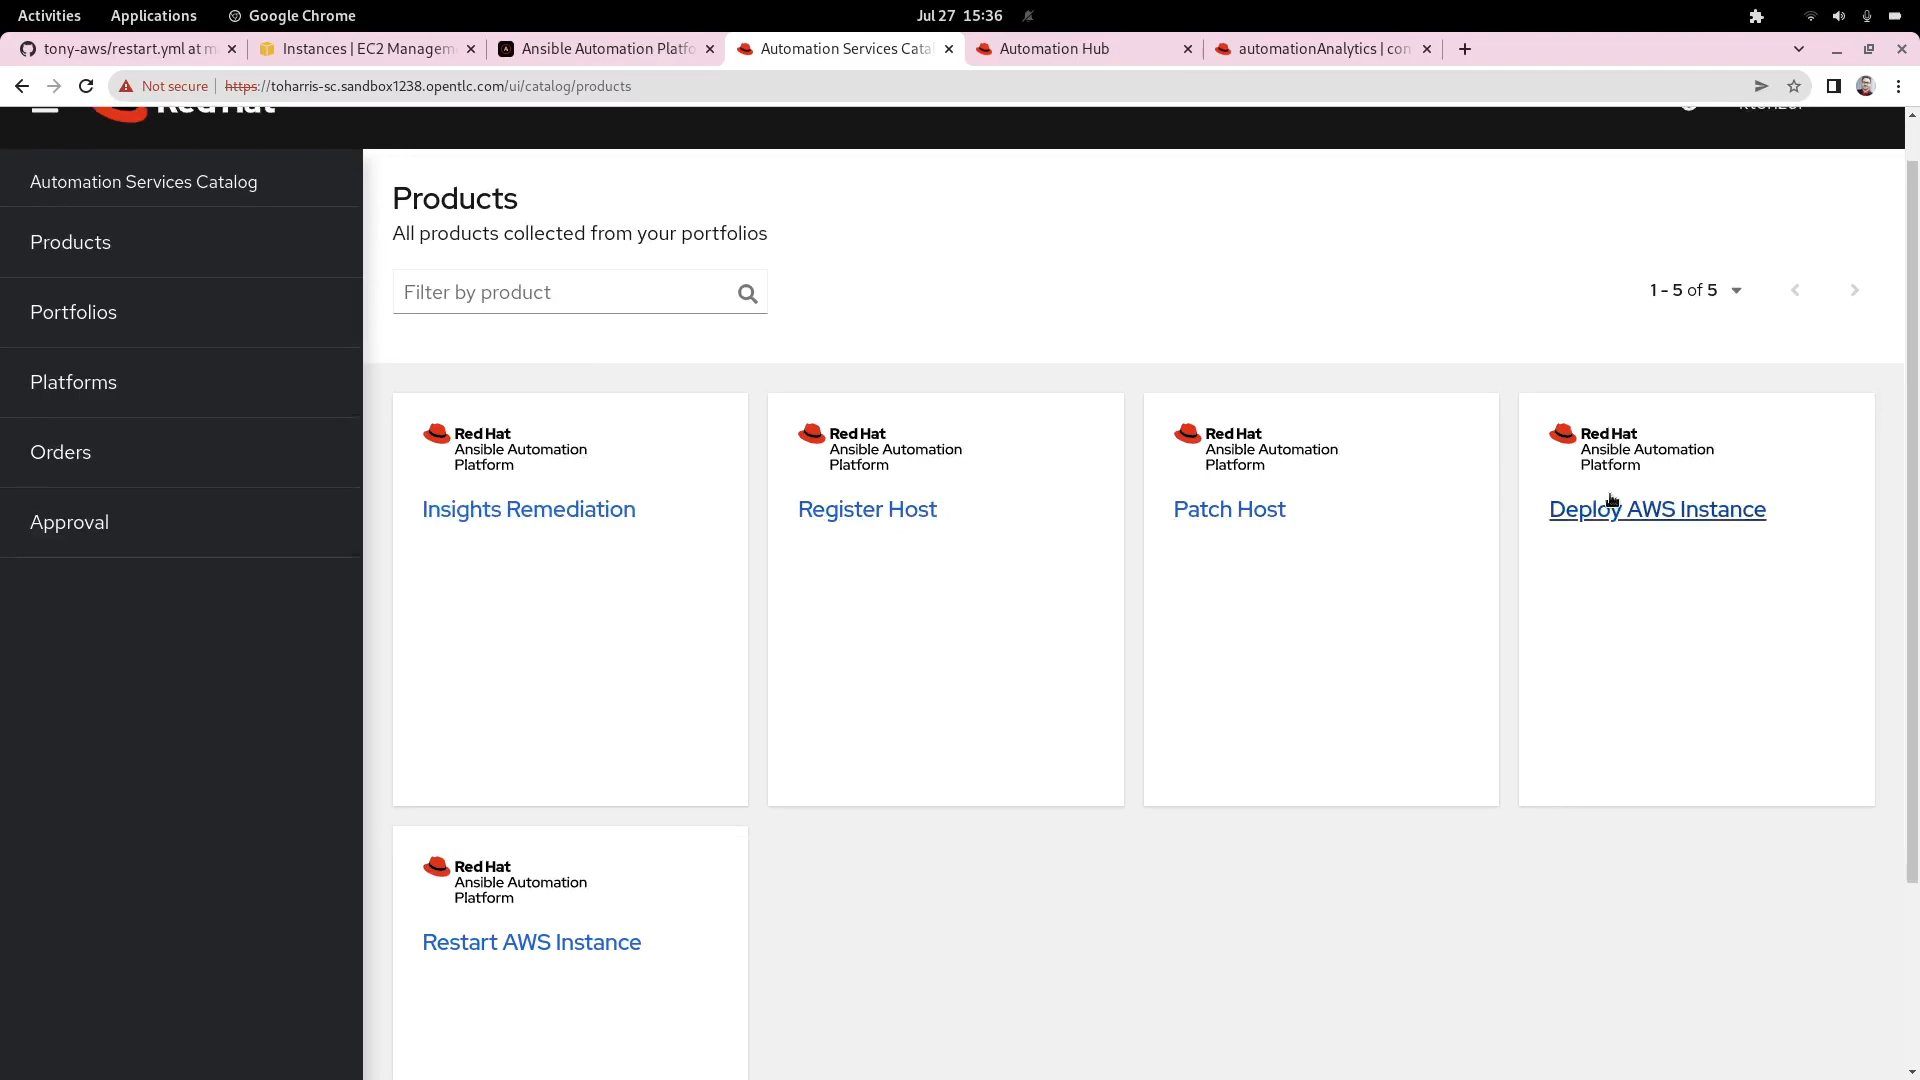 Activities
Applications
Google Chrome
Jul 27 15:36
tony-aws/restart.yml at m
Instances | EC2 Managem
Ansible Automation Platfo
Automation Services Cata
Automation Hub
automationAnalytics | con
Not secure
https://toharris-sc.sandbox1238.opentlc.com/ui/catalog/products
Red Hat
Automation Services Catalog
Products
Portfolios
Platforms
Orders
Approval
Products
All products collected from your portfolios
Filter by product
1 - 5 of 5
Red Hat
Ansible Automation
Platform
Insights Remediation
Red Hat
Ansible Automation
Platform
Register Host
Red Hat
Ansible Automation
Platform
Patch Host
Red Hat
Ansible Automation
Platform
Deploy AWS Instance
Red Hat
Ansible Automation
Platform
Restart AWS Instance